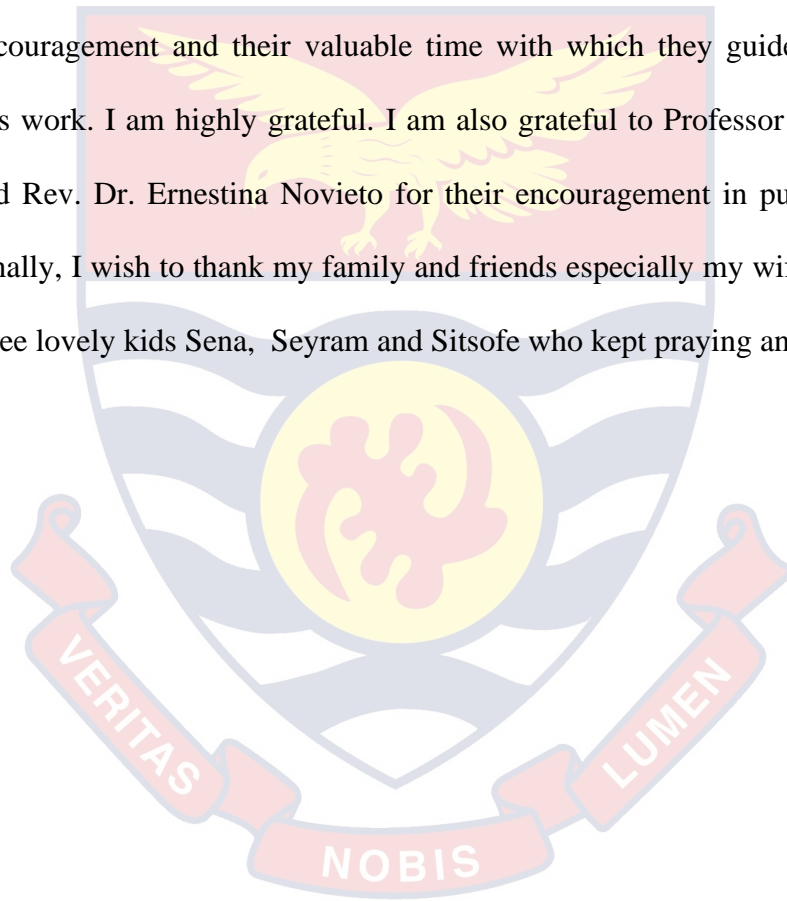 couragement and their valuable time with which they guide
s work. I am highly grateful. I am also grateful to Professor
d Rev. Dr. Ernestina Novieto for their encouragement in pu
nally, I wish to thank my family and friends especially my wi
ee lovely kids Sena, Seyram and Sitsofe who kept praying an
VERITAS
NOBIS
LUMEN